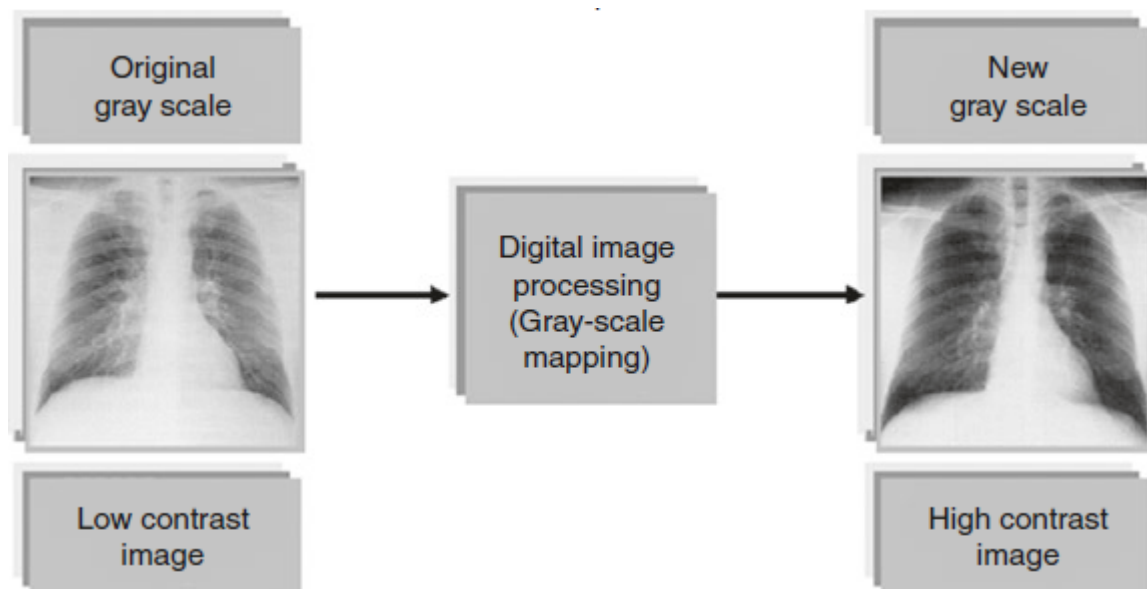 Original
gray scale
New
gray scale
Digital image
processing
(Gray-scale
mapping)
Low contrast
image
High contrast
image